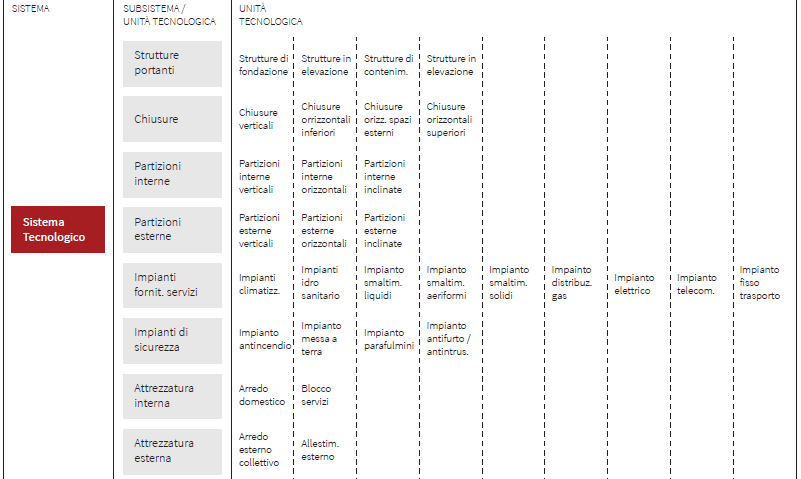 SISTEMA
SUBSISTEMA /
UNITÀ TECNOLOGICA
UNITÀ
TECNOLOGICA
Sistema
Tecnologico
Strutture
portanti
Strutture di
fondazione
Strutture in
elevazione
Strutture di
contenim.
Strutture in
elevazione
Chiusure
Chiusure
verticali
Chiusure
orrizontali
inferiori
Chiusure
orizz. spazi
esterni
Chiusure
orizzontali
superiori
Partizioni
interne
Partizioni
interne
verticali
Partizioni
interne
orizzontali
Partizioni
interne
inclinate
Partizioni
esterne
Partizioni
esterne
verticali
Partizioni
esterne
orizzontali
Partizioni
esterne
inclinate
Impianti
fornit. servizi
Impianti
climatizz.
Impianti
idro
sanitario
Impianto
smaltim.
liquidi
Impianto
smaltim.
aeriformi
Impianto
smaltim.
solidi
Impainto
distribuz.
gas
Impianto
elettrico
Impianto
telecom.
Impianto
fisso
trasporto
Impianti di
sicurezza
Impianto
antincendio
Impianto
messa a
terra
Impianto
parafulmini
Impianto
antifurto /
antintrus.
Attrezzatura
interna
Arredo
domestico
Blocco
servizi
Attrezzatura
esterna
Arredo
esterno
collettivo
Allestim.
esterno